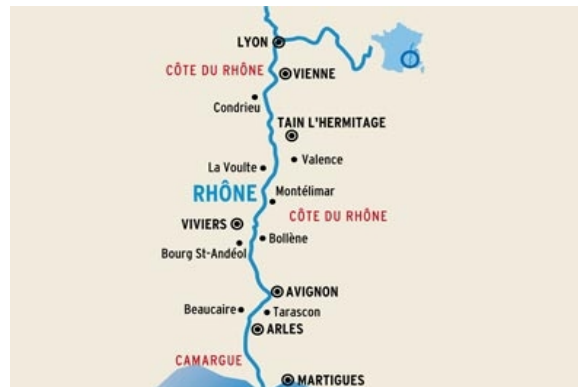 LYON
CÔTE DU RHÔNE
VIENNE
Condrieu
TAIN L'HERMITAGE
Valence
La Voulte
RHÔNE
Montélimar
CÔTE DU RHÔNE
VIVIERS
Bollène
Bourg St-Andéol
AVIGNON
Beaucaire
Tarascon
ARLES
CAMARGUE
MARTIGUES